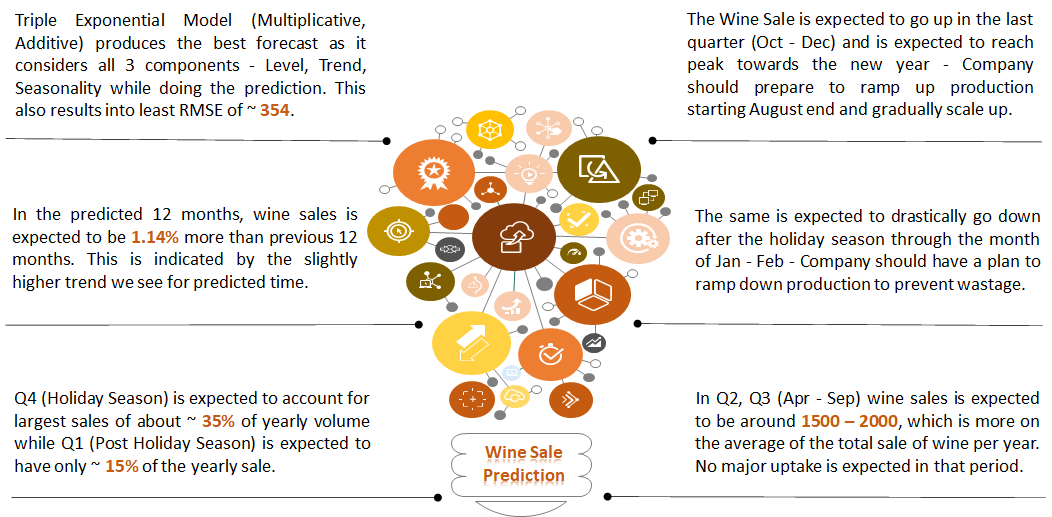 Triple Exponential Model (Multiplicative,
Additive) produces the best forecast as it
considers all 3 components - Level, Trend,
Seasonality while doing the prediction. This
also results into least RMSE of ~ 354.
In the predicted 12 months, wine sales is
expected to be 1.14% more than previous 12
months. This is indicated by the slightly
higher trend we see for predicted time.
Q4 (Holiday Season) is expected to account for
largest sales of about ~ 35% of yearly volume
while Q1 (Post Holiday Season) is expected to
have only ~ 15% of the yearly sale.
The Wine Sale is expected to go up in the last
quarter (Oct - Dec) and is expected to reach
peak towards the new year - Company
should prepare to ramp up production
starting August end and gradually scale up.
The same is expected to drastically go down
after the holiday season through the month
of Jan - Feb - Company should have a plan to
ramp down production to prevent wastage.
In Q2, Q3 (Apr - Sep) wine sales is expected
to be around 1500 – 2000, which is more on
the average of the total sale of wine per year.
No major uptake is expected in that period.
Wine Sale
Prediction